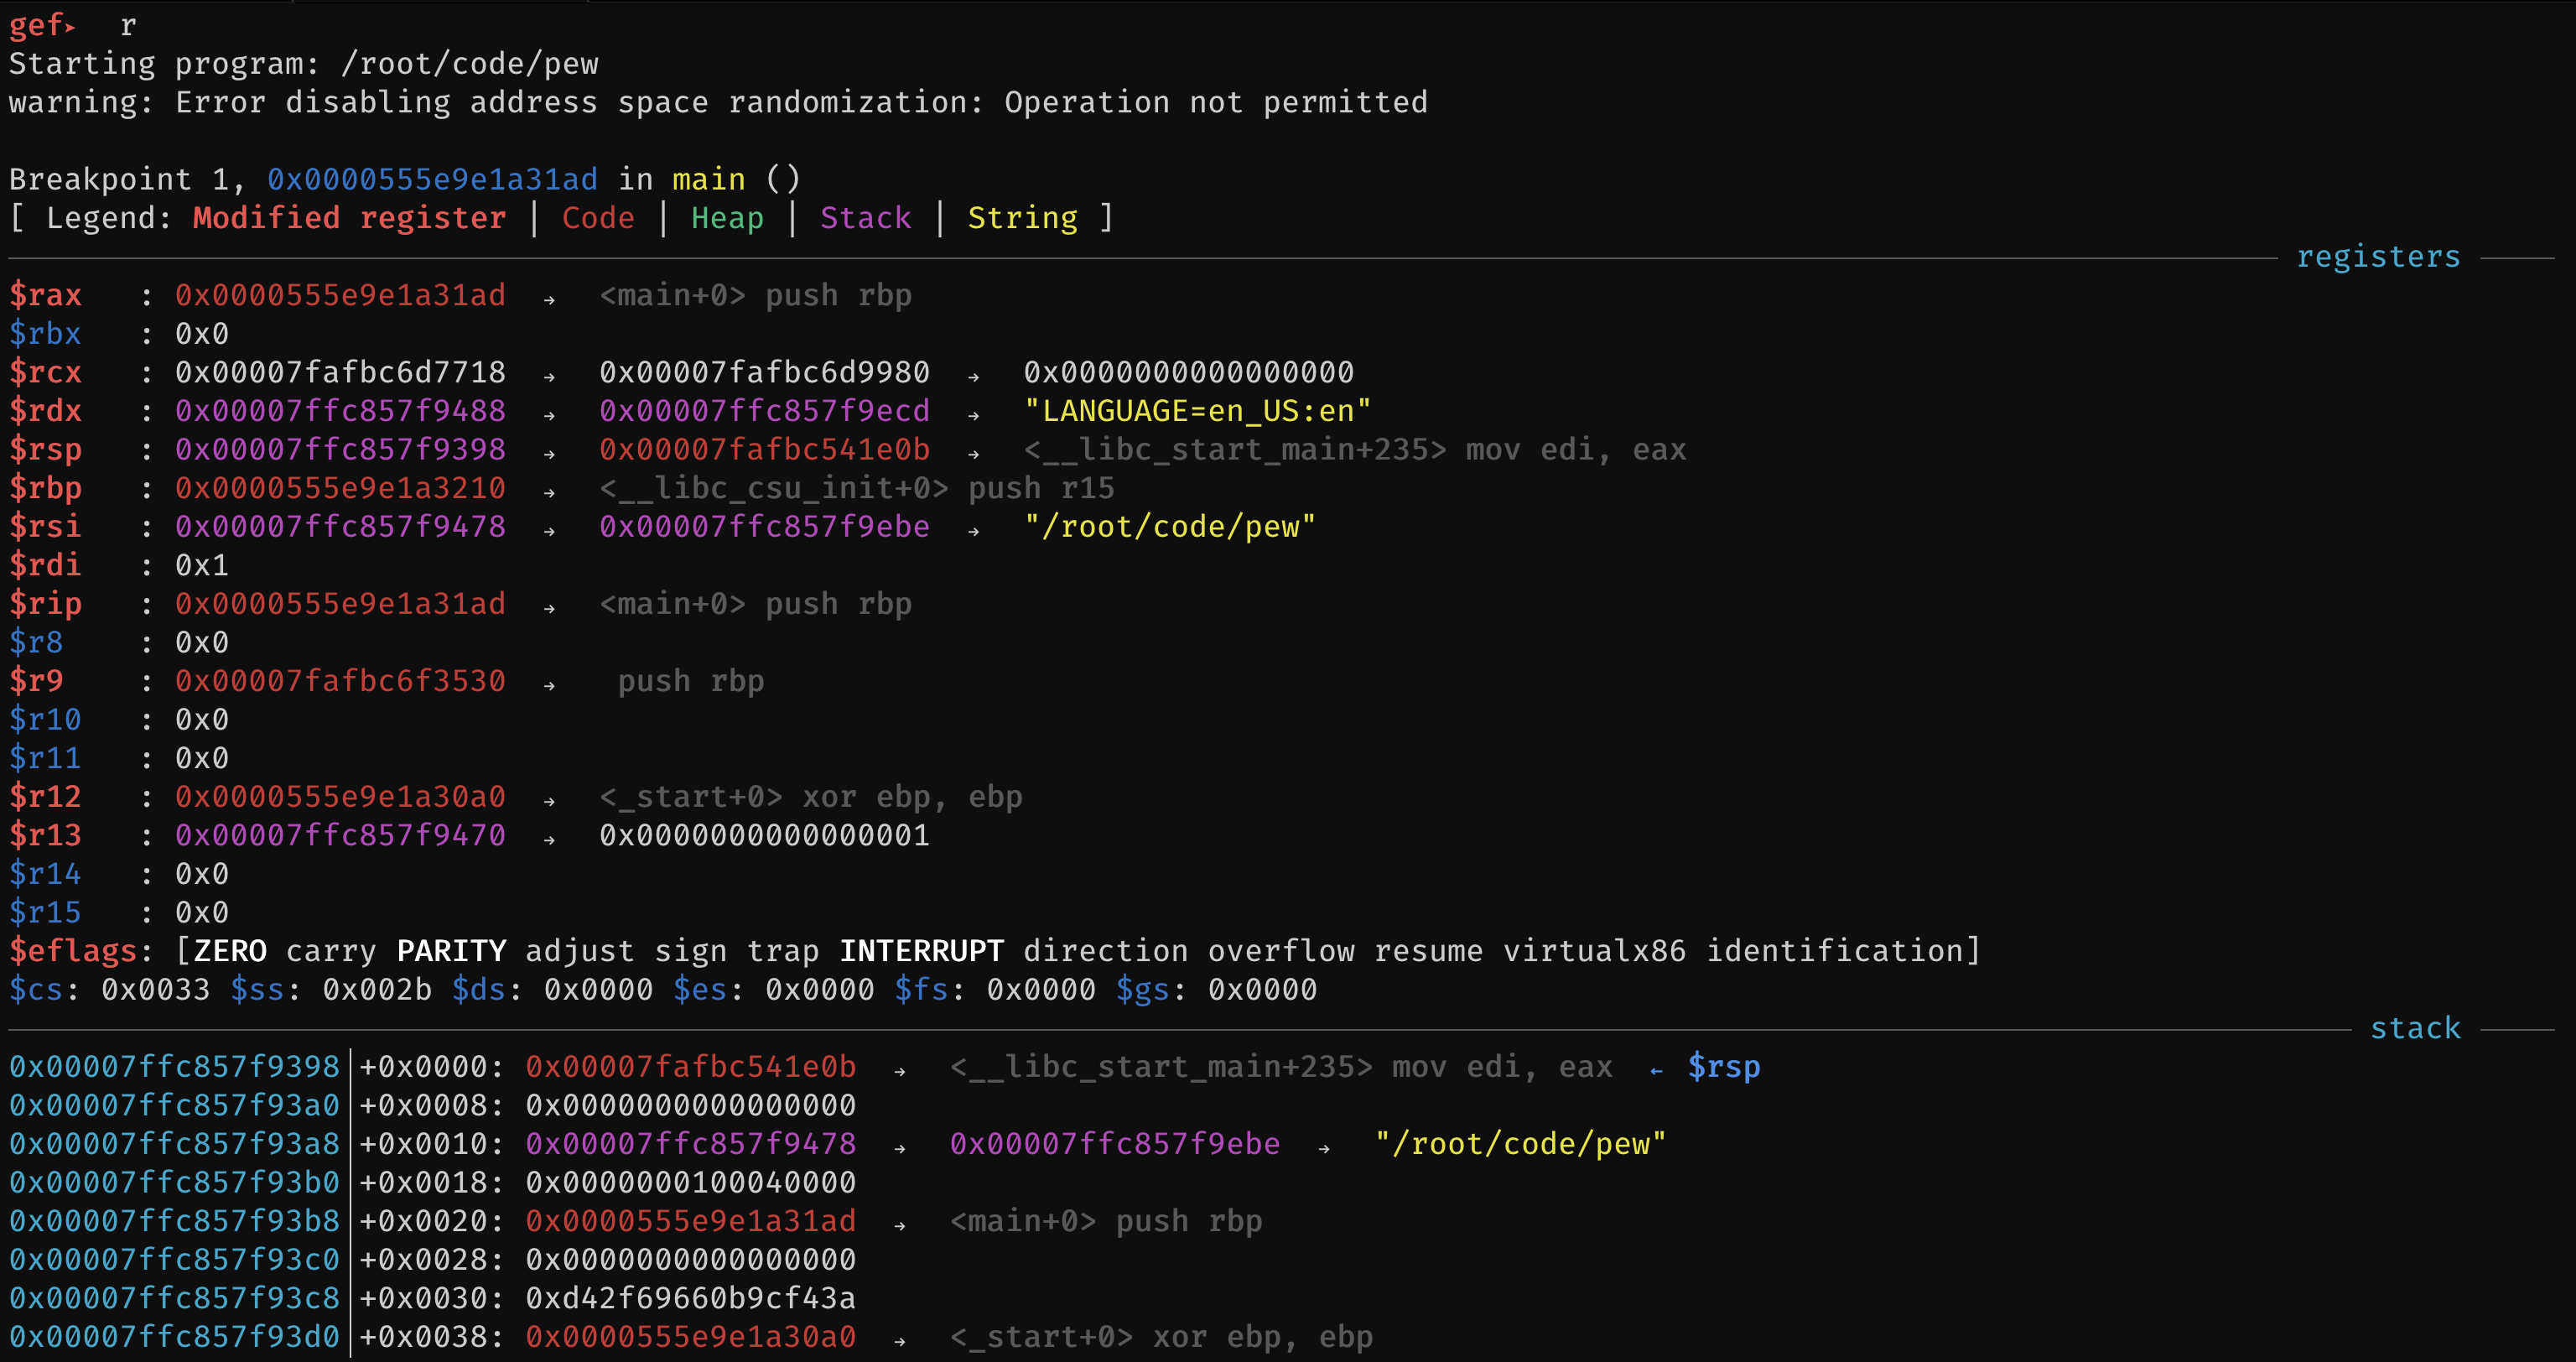 gef➤  r
Starting program: /root/code/pew
warning: Error disabling address space randomization: Operation not permitted
Breakpoint 1, 0x0000555e9e1a31ad in main ()
[ Legend: Modified register | Code | Heap | Stack | String ]
registers
$rax   : 0x0000555e9e1a31ad  →  <main+0> push rbp
$rbx   : 0x0
$rcx   : 0x00007fafbc6d7718  →  0x00007fafbc6d9980  →  0x0000000000000000
$rdx   : 0x00007ffc857f9488  →  0x00007ffc857f9ecd  →  "LANGUAGE=en_US:en"
$rsp   : 0x00007ffc857f9398  →  0x00007fafbc541e0b  →  <__libc_start_main+235> mov edi, eax
$rbp   : 0x0000555e9e1a3210  →  <__libc_csu_init+0> push r15
$rsi   : 0x00007ffc857f9478  →  0x00007ffc857f9ebe  →  "/root/code/pew"
$rdi   : 0x1
$rip   : 0x0000555e9e1a31ad  →  <main+0> push rbp
$r8    : 0x0
$r9    : 0x00007fafbc6f3530  →   push rbp
$r10   : 0x0
$r11   : 0x0
$r12   : 0x0000555e9e1a30a0  →  <_start+0> xor ebp, ebp
$r13   : 0x00007ffc857f9470  →  0x0000000000000001
$r14   : 0x0
$r15   : 0x0
$eflags: [ZERO carry PARITY adjust sign trap INTERRUPT direction overflow resume virtualx86 identification]
$cs: 0x0033 $ss: 0x002b $ds: 0x0000 $es: 0x0000 $fs: 0x0000 $gs: 0x0000
stack
0x00007ffc857f9398│+0x0000: 0x00007fafbc541e0b  →  <__libc_start_main+235> mov edi, eax  ← $rsp
0x00007ffc857f93a0│+0x0008: 0x0000000000000000
0x00007ffc857f93a8│+0x0010: 0x00007ffc857f9478  →  0x00007ffc857f9ebe  →  "/root/code/pew"
0x00007ffc857f93b0│+0x0018: 0x0000000100040000
0x00007ffc857f93b8│+0x0020: 0x0000555e9e1a31ad  →  <main+0> push rbp
0x00007ffc857f93c0│+0x0028: 0x0000000000000000
0x00007ffc857f93c8│+0x0030: 0xd42f69660b9cf43a
0x00007ffc857f93d0│+0x0038: 0x0000555e9e1a30a0  →  <_start+0> xor ebp, ebp